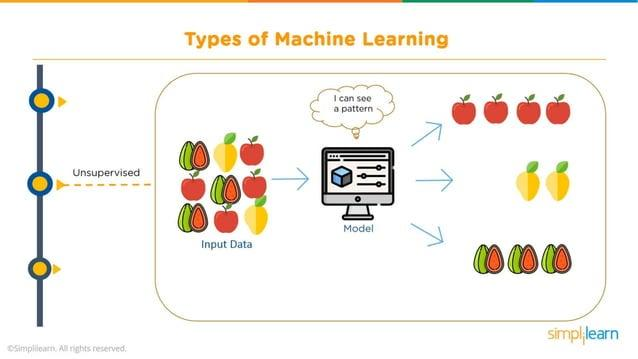 Types of Machine Learning
I can see
a pattern
Unsupervised
Model
Input Data
simplilearn
©Simplilearn. All rights reserved.